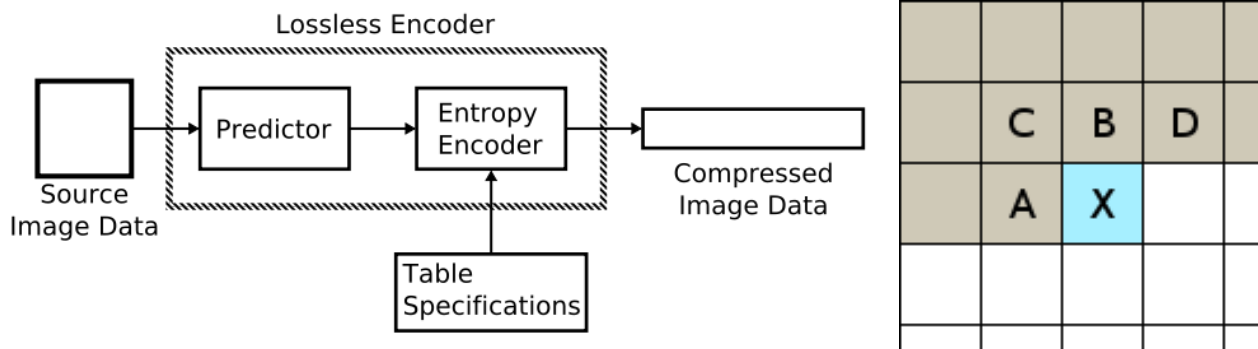 Lossless Encoder
Predictor
Entropy
Encoder
Source
Image Data
Compressed
Image Data
Table
Specifications
C B D
A X